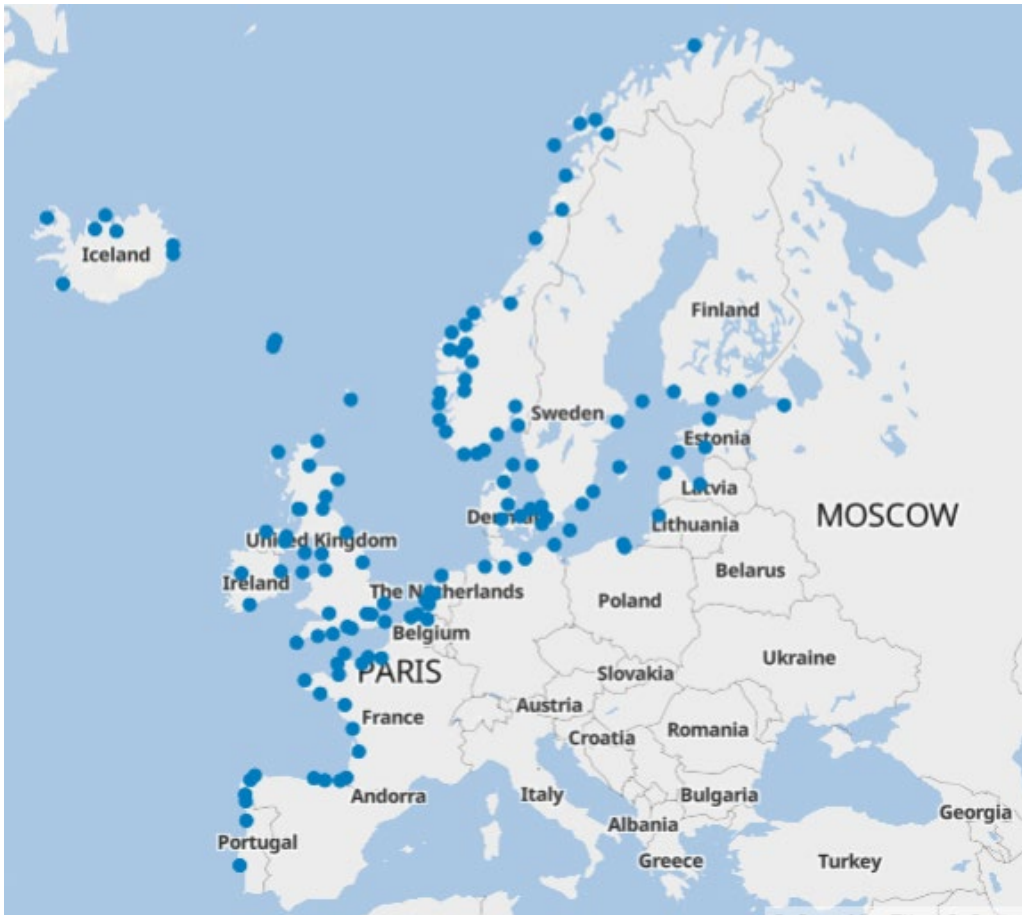 Iceland
Finland
Sweden
Estonia
Latvia
Denmark
Lithuania
MOSCOW
United Kingdom
Ireland
The Netherlands
Belarus
Poland
Belgium
PARIS
Ukraine
Slovakia
Austria
France
Croatia
Romania
Andorra
Italy
Bulgaria
Georgia
Albania
Portugal
Greece
Turkey